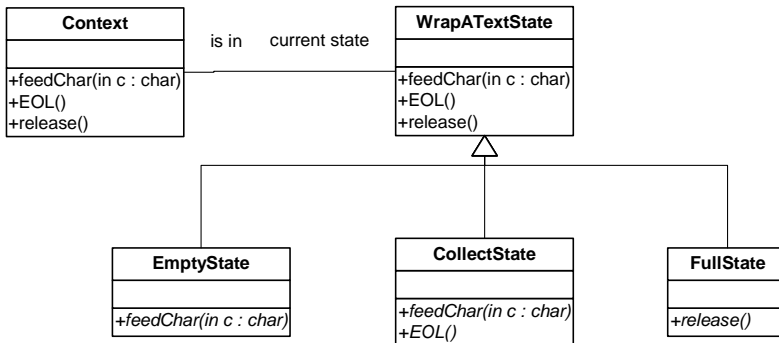 Context
+feedChar(in c : char)
+EOL()
+release()
is in
current state
WrapATextState
+feedChar(in c : char)
+EOL()
+release()
EmptyState
+feedChar(in c : char)
CollectState
+feedChar(in c : char)
+EOL()
FullState
+release()